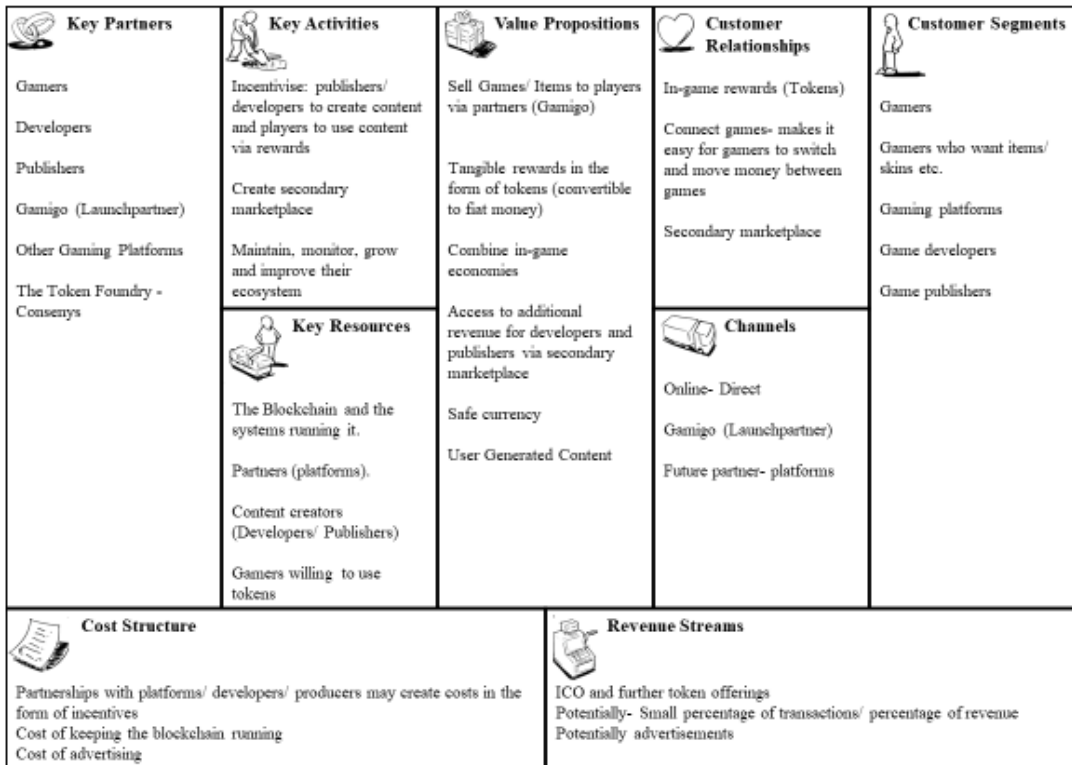 Key Partners
Gamers
Developers
Publishers
Gamigo (Launchpartner)
Other Gaming Platforms
The Token Foundry -
Consenys
Key Activities
Incentivise: publishers/
developers to create content
and players to use content
via rewards
Create secondary
marketplace
Maintain, monitor, grow
and improve their
ecosystem
Key Resources
The Blockchain and the
systems running it.
Partners (platforms).
Content creators
(Developers/ Publishers)
Gamers willing to use
tokens
Value Propositions
Sell Games/ Items to players
via partners (Gamigo)
Tangible rewards in the
form of tokens (convertible
to fiat money)
Combine in-game
economies
Access to additional
revenue for developers and
publishers via secondary
marketplace
Safe currency
User Generated Content
Customer
Relationships
In-game rewards (Tokens)
Connect games- makes it
easy for gamers to switch
and move money between
games
Secondary marketplace
Channels
Online- Direct
Gamigo (Launchpartner)
Future partner- platforms
Customer Segments
Gamers
Gamers who want items/
skins etc.
Gaming platforms
Game developers
Game publishers
Cost Structure
Partnerships with platforms/ developers/ producers may create costs in the
form of incentives
Cost of keeping the blockchain running
Cost of advertising
Revenue Streams
ICO and further token offerings
Potentially- Small percentage of transactions/ percentage of revenue
Potentially advertisements